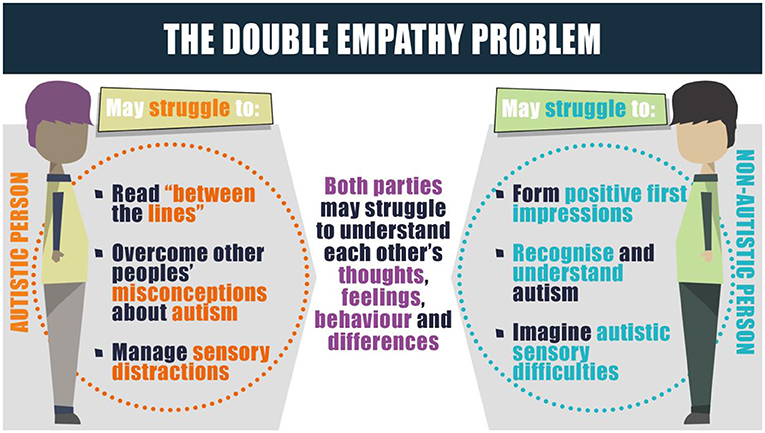 THE DOUBLE EMPATHY PROBLEM
May struggle to:
AUTISTIC PERSON
Read “between
the lines”
Overcome other
peoples’
misconceptions
about autism
Manage sensory
distractions
Both parties
may struggle
to understand
each other’s
thoughts,
feelings,
behaviour and
differences
May struggle to:
Form positive first
impressions
Recognise and
understand
autism
Imagine autistic
sensory
difficulties
NON-AUTISTIC PERSON